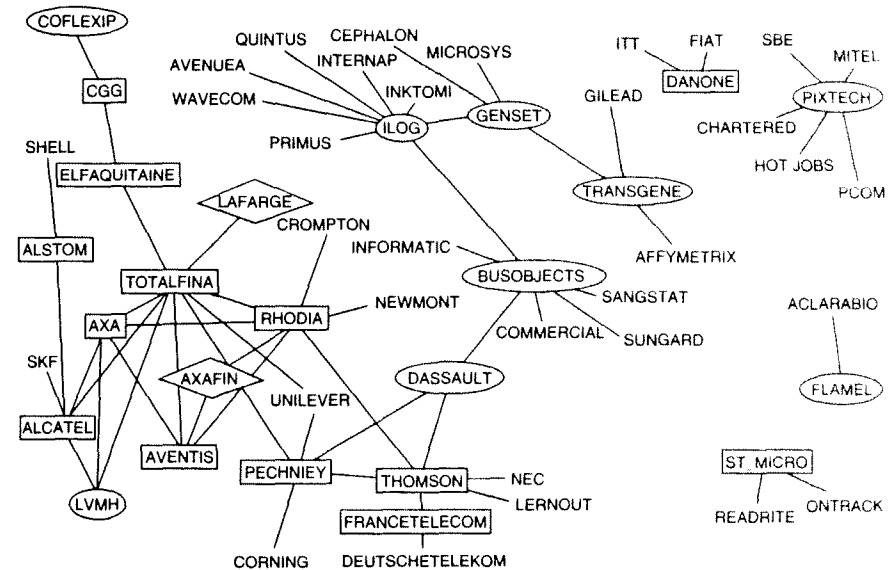 COFLEXIP
CEPHALON
QUINTUS
INTERNAP
MICROSYS
ITT
FIAT
SBE
MITEL
AVENUEA
DANONE
CGG
INKTOMI
GILEAD
PIXTECH
WAVECOM
ILOG
GENSET
CHARTERED
PRIMUS
SHELL
HOT JOBS
ELFAQUITAINE
TRANSGENE
PCOM
LAFARGE
CROMPTON
ALSTOM
INFORMATIC
AFFYMETRIX
TOTALFINA
BUSOBJECTS
SANGSTAT
NEWMONT
ACLARABIO
AXA
RHODIA
COMMERCIAL
SUNGARD
SKF
AXAFIN
DASSAULT
UNILEVER
FLAMEL
ALCATEL
AVENTIS
PECHNIEY
THOMSON
NEC
ST_MICRO
LVMH
LERNOUT
ONTRACK
READRITE
FRANCETELECOM
CORNING
DEUTSCHETELEKOM